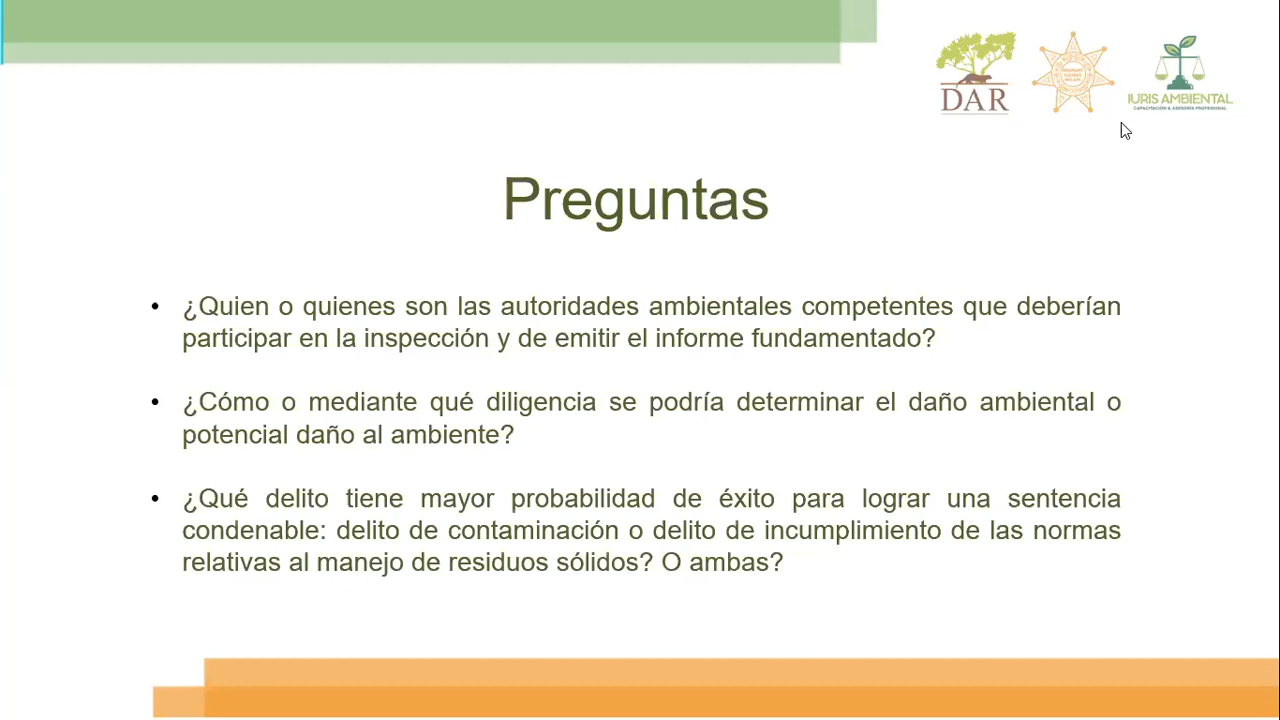 DAR
IURIS AMBIENTAL
CAPACITACIÓN & ASESORÍA PROFESIONAL
Preguntas
• ¿Quien o quienes son las autoridades ambientales competentes que deberían
participar en la inspección y de emitir el informe fundamentado?
• ¿Cómo o mediante qué diligencia se podría determinar el daño ambiental o
potencial daño al ambiente?
• ¿Qué delito tiene mayor probabilidad de éxito para lograr una sentencia
condenable: delito de contaminación o delito de incumplimiento de las normas
relativas al manejo de residuos sólidos? O ambas?